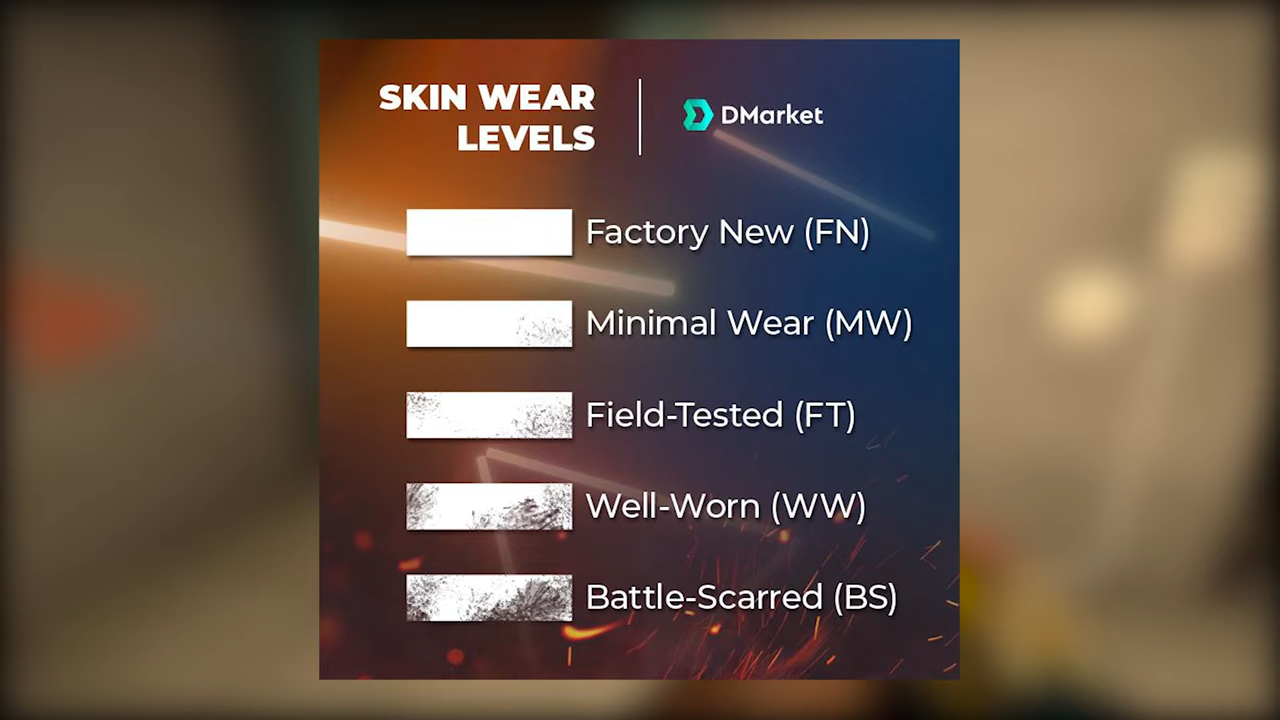 SKIN WEAR
LEVELS
DMarket
Factory New (FN)
Minimal Wear (MW)
Field-Tested (FT)
Well-Worn (WW)
Battle-Scarred (BS)